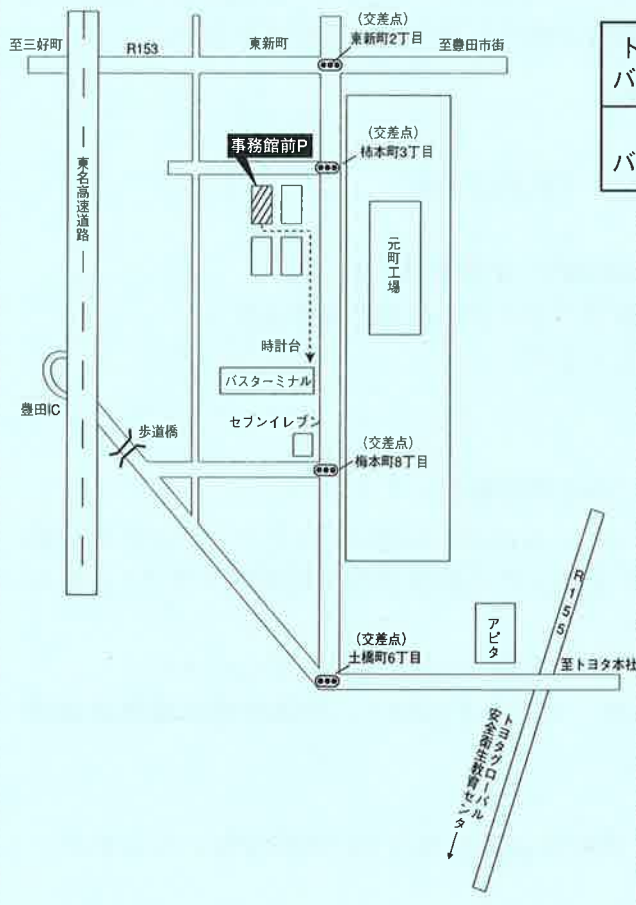 (交差点)
至三好町
R153
東新町
東新町2丁目
至豊田市街
ト
バ
バ
事務館前P
(交差点)
柿本町3丁目
東名高速道路
元町工場
時計台
バスターミナル
豊田IC
セブンイレブン
歩道橋
(交差点)
梅本町8丁目
R155
アピタ
(交差点)
土橋町6丁目
至トヨタ本社
トヨタグローバル
安全衛生教育センタ